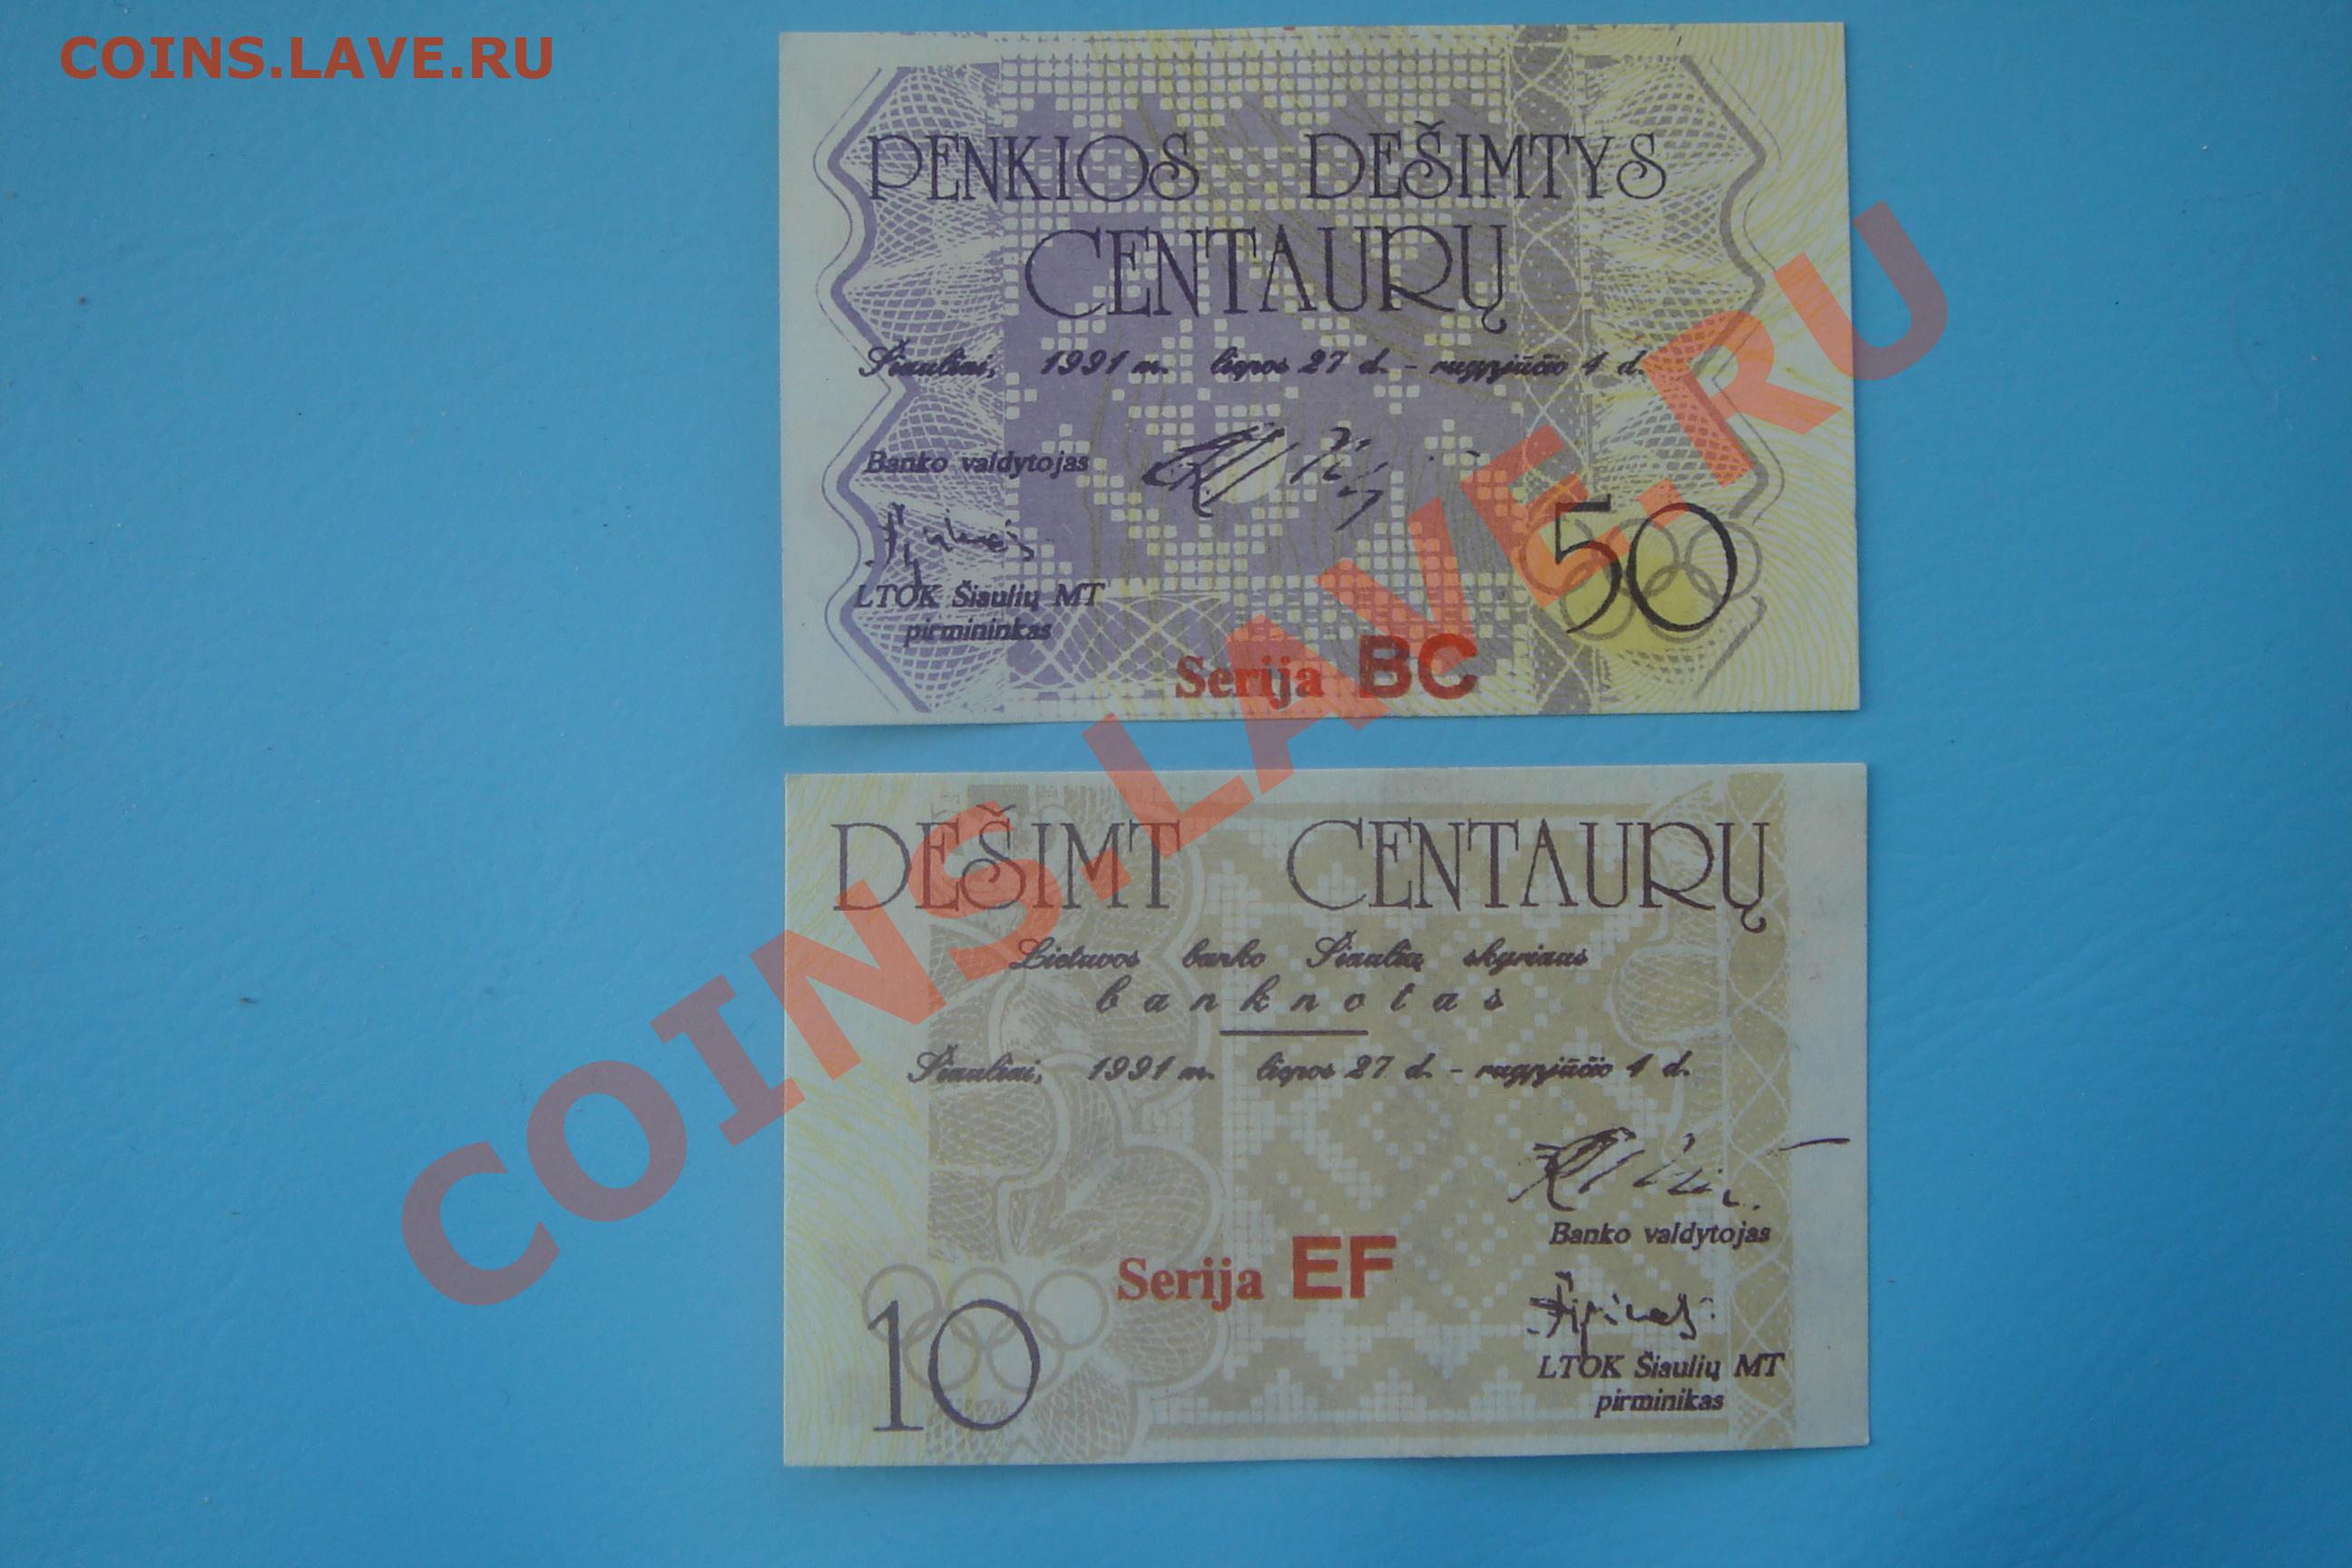 COINS.LAVE.RU
PENKIOS DEŠIMTYS
CENTAURŲ
Šiauliai, 1991 m. liepos 27 d. - rugpjūčio 4 d.
Banko valdytojas
LTOK Šiaulių MT
pirmininkas
50
Serija BC
COINS.LAVE.RU
DEŠIMT CENTAURŲ
Lietuvos banko Šiaulių skyriaus
banknotas
Šiauliai, 1991 m. liepos 27 d. - rugpjūčio 4 d.
Banko valdytojas
Serija EF
10
LTOK Šiaulių MT
pirminikas